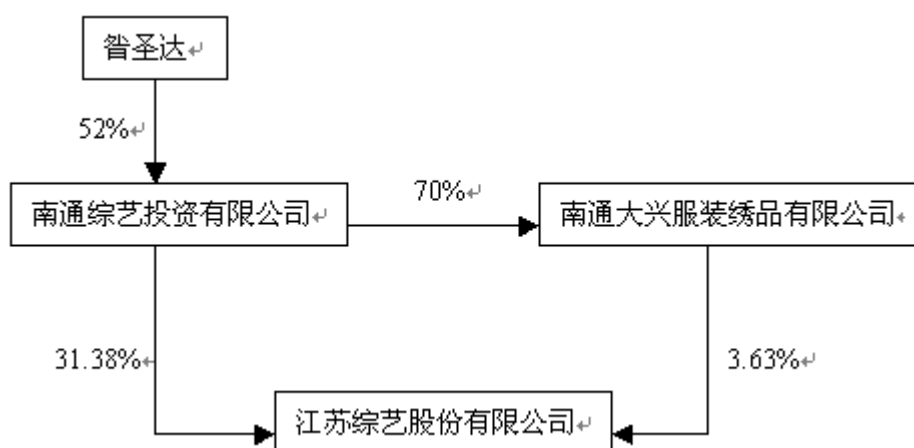 昝圣达
52%
南通综艺投资有限公司
70%
南通大兴服装绣品有限公司
31.38%
3.63%
江苏综艺股份有限公司